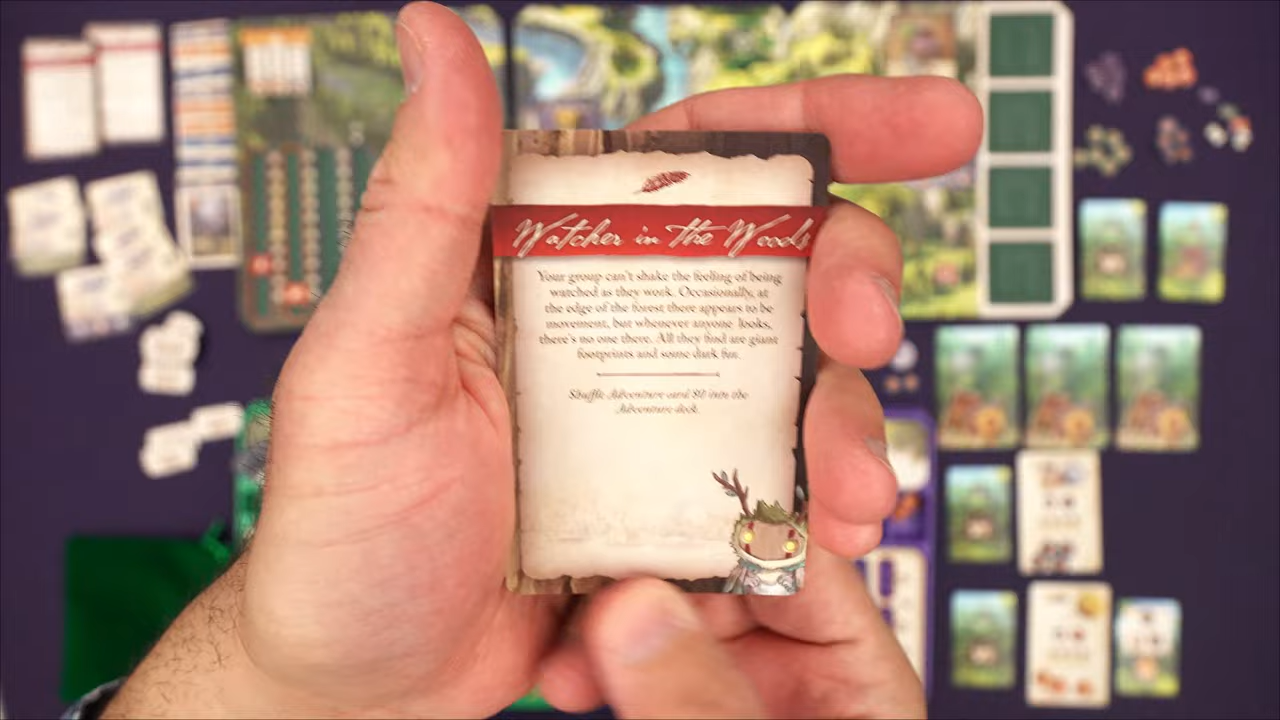 Watcher in the Woods
Your group can't shake the feeling of being
watched as they work. Occasionally, at
the edge of the forest there appears to be
movement, but whenever anyone looks,
there's no one there. All they find are giant
footprints and some dark fur.
Shuffle Adventure card 80 into the
Adventure deck.